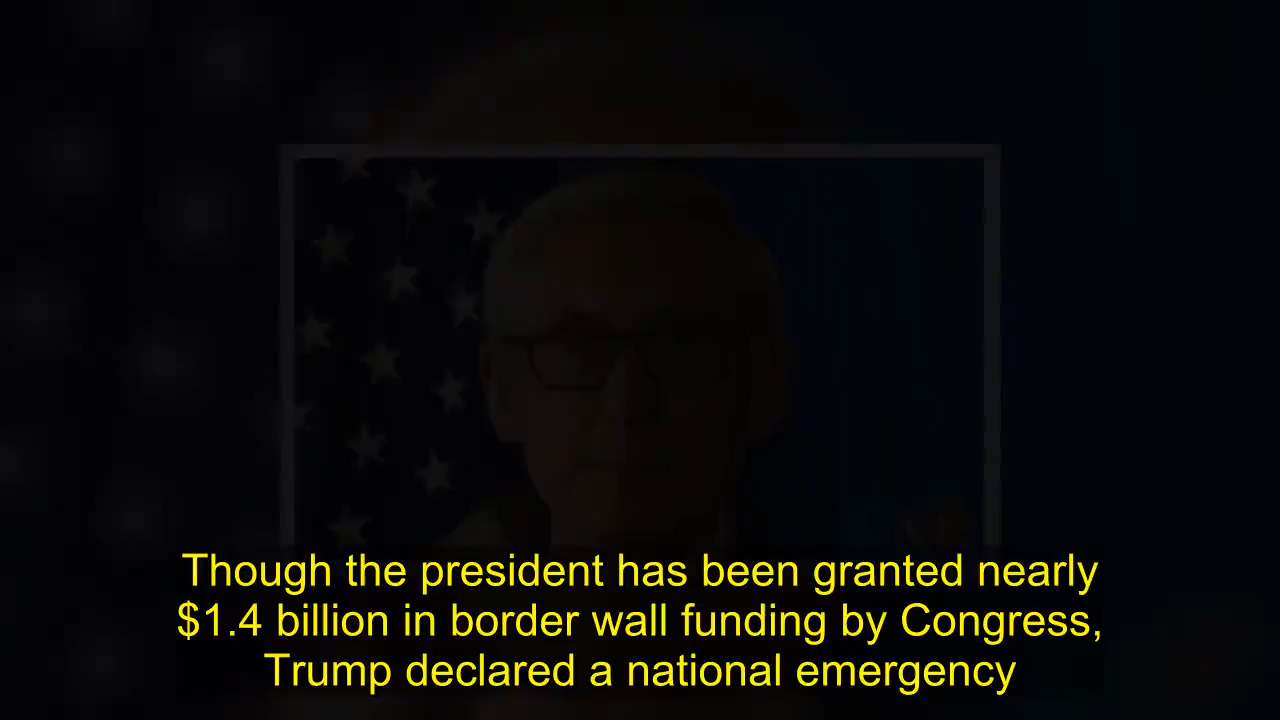 Though the president has been granted nearly
$1.4 billion in border wall funding by Congress,
Trump declared a national emergency